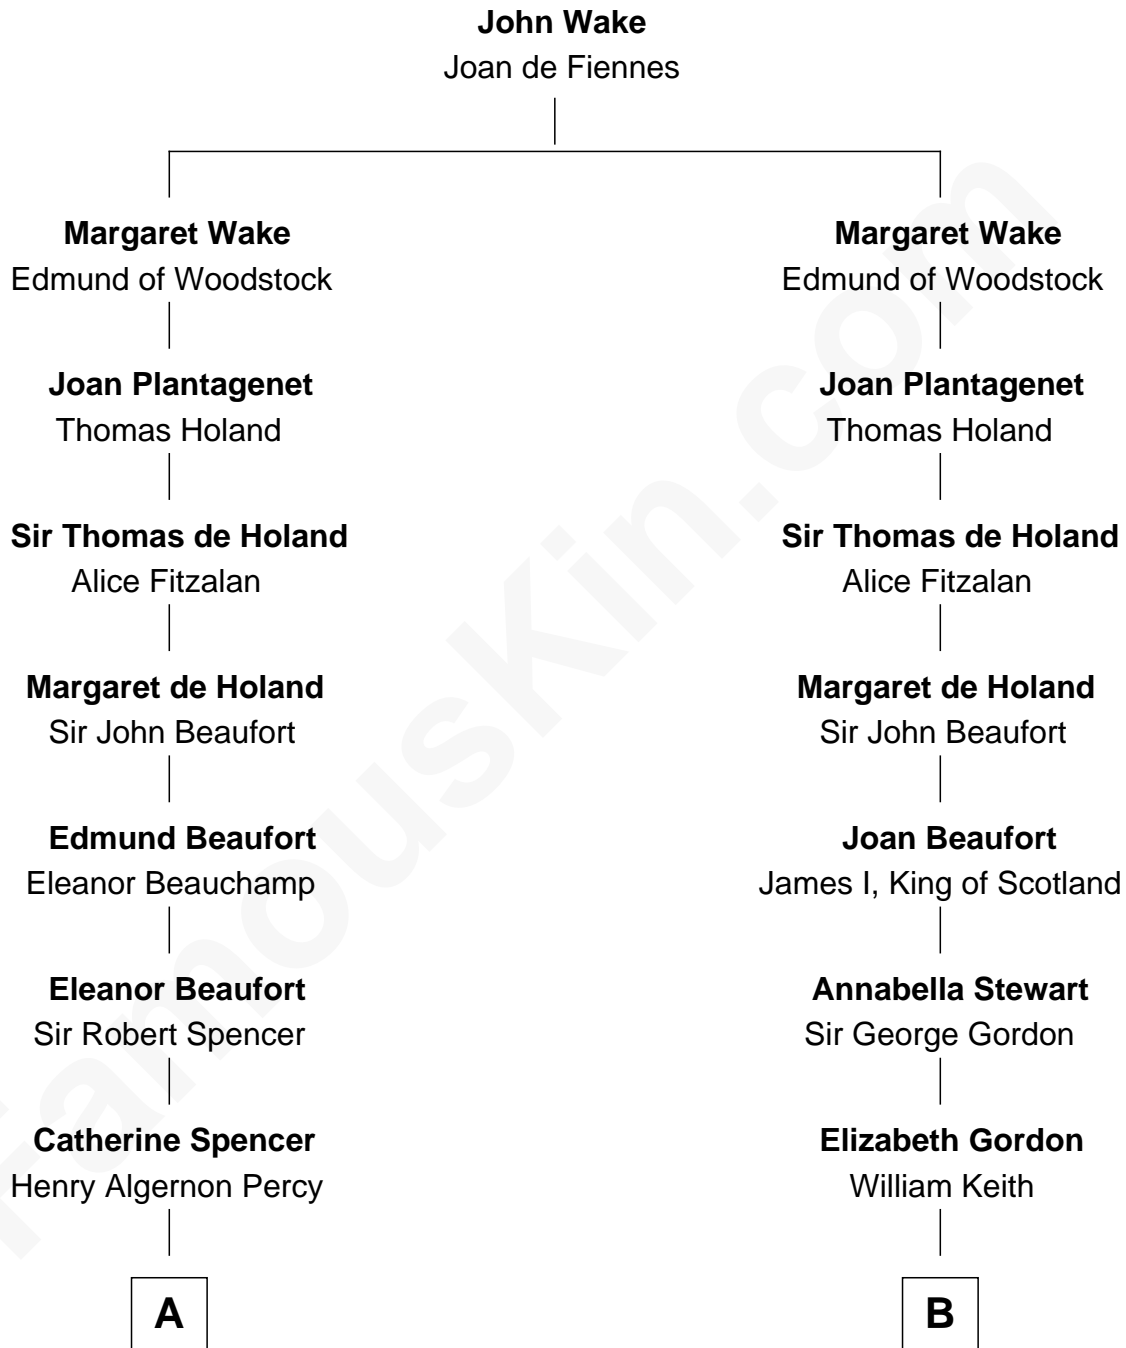 John Wake
Joan de Fiennes
Margaret Wake
Edmund of Woodstock
Margaret Wake
Edmund of Woodstock
Joan Plantagenet
Thomas Holand
Joan Plantagenet
Thomas Holand
Sir Thomas de Holand
Alice Fitzalan
Sir Thomas de Holand
Alice Fitzalan
Margaret de Holand
Sir John Beaufort
Margaret de Holand
Sir John Beaufort
Edmund Beaufort
Eleanor Beauchamp
Joan Beaufort
James I, King of Scotland
Eleanor Beaufort
Sir Robert Spencer
Annabella Stewart
Sir George Gordon
Catherine Spencer
Henry Algernon Percy
Elizabeth Gordon
William Keith
A
B
FamousKin.com